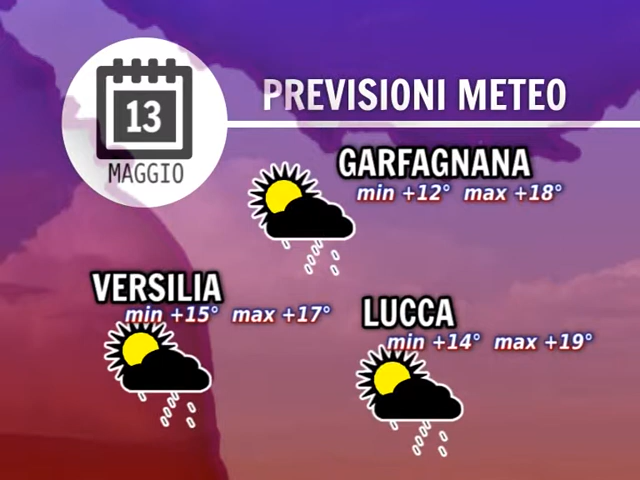 13
MAGGIO
PREVISIONI METEO
GARFAGNANA
min +12° max +18°
VERSILIA
min +15° max +17°
LUCCA
min +14° max +19°